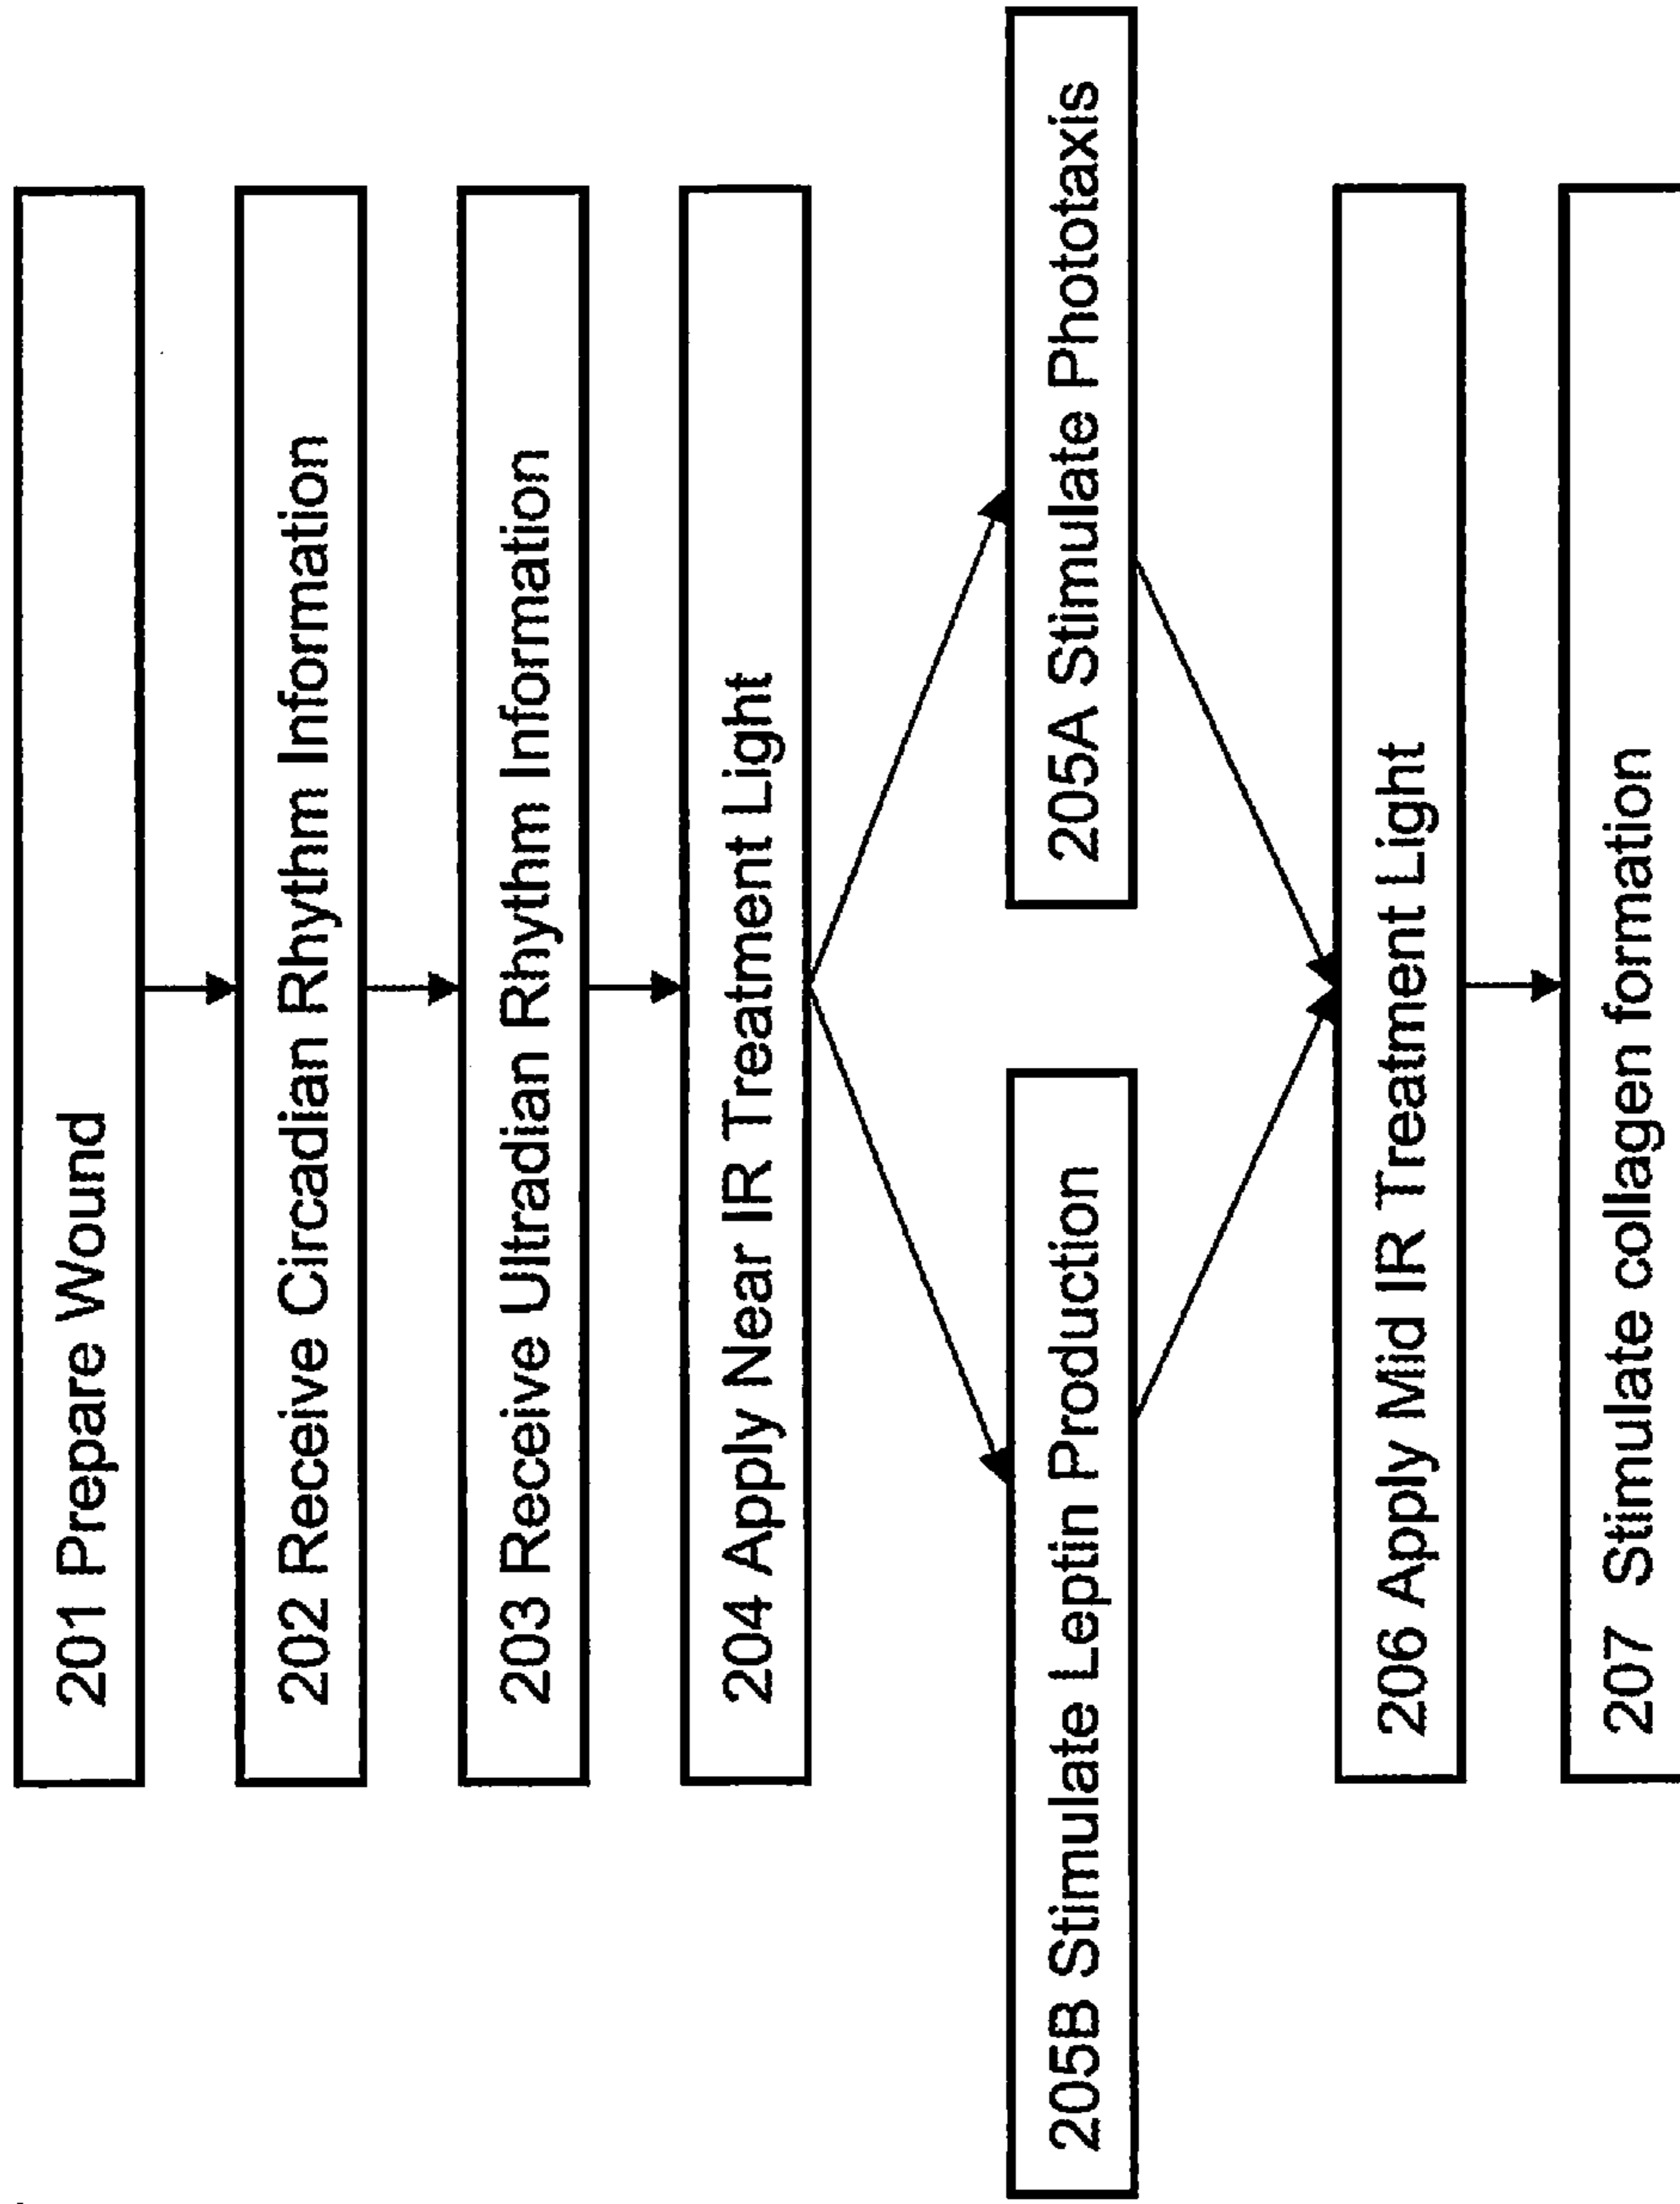 201 Prepare Wound
202 Receive Circadian Rhythm Information
203 Receive Ultradian Rhythm Information
204 Apply Near IR Treatment Light
205B Stimulate Leptin Production
205A Stimulate Phototaxis
206 Apply Mid IR Treatment Light
207 Stimulate collagen formation